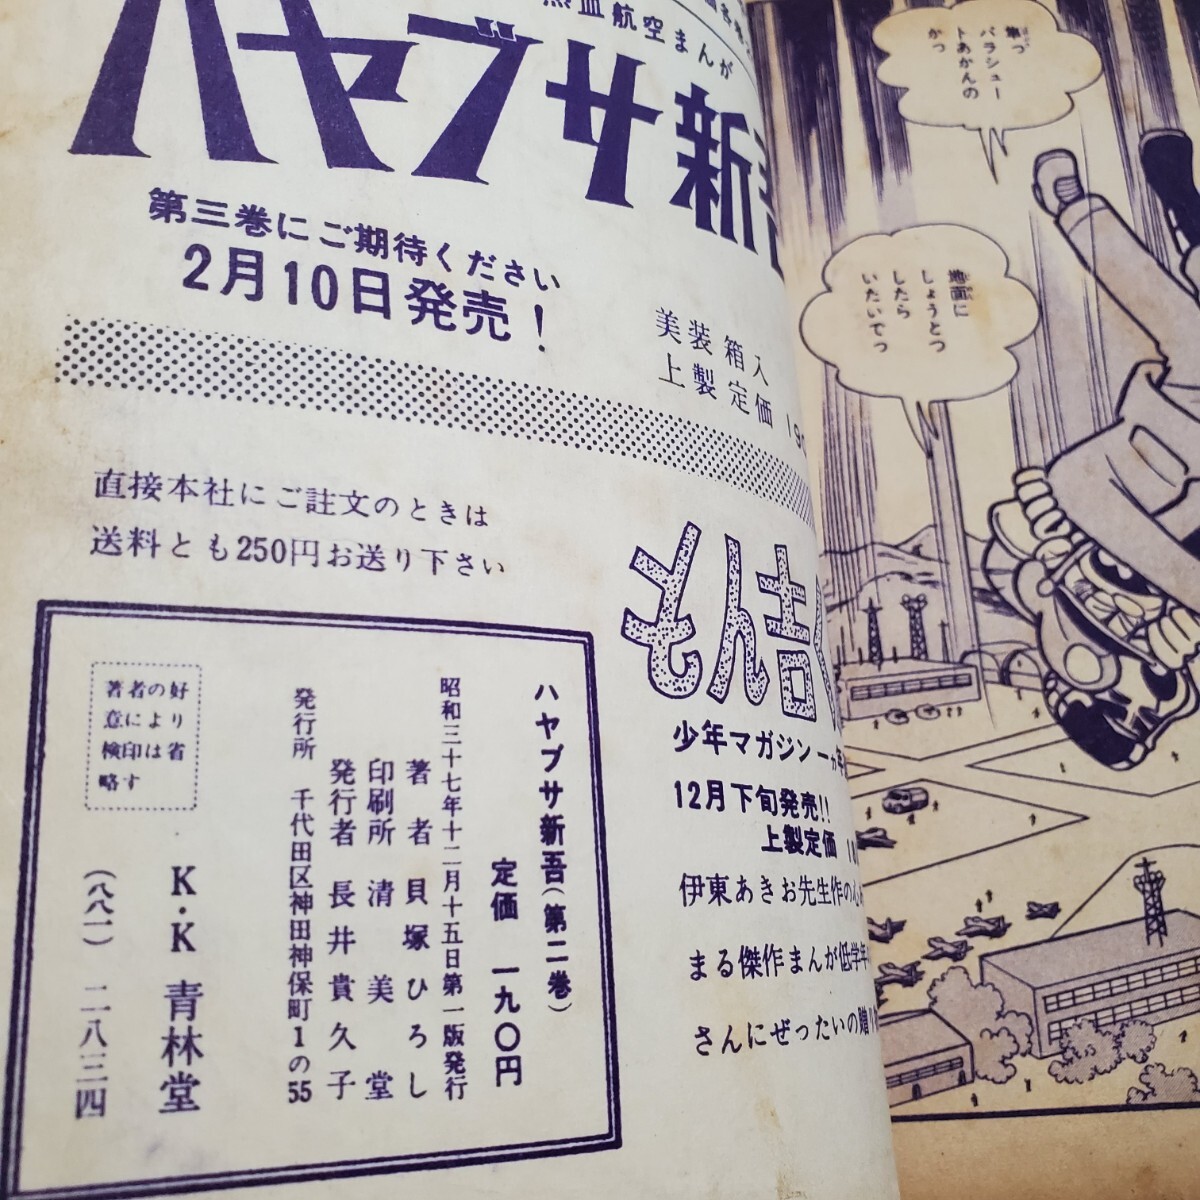 熱血航空まんが
ハヤブサ新
第三巻にご期待ください
2月10日発売!
美装箱入
上製定価
直接本社にご註文のときは
送料とも250円お送り下さい
もん吉
少年マガジン一カ年
12月下旬発売!!
上製定価
伊東あきお先生作の心
まる傑作まんが低学年
さんにぜったいの贈り
ハヤブサ新吾(第二巻)
定価 一九〇円
昭和三十七年十二月十五日第一版発行
著者 貝塚ひろし
印刷所 清美堂
発行者 長井貴久子
発行所 千代田区神田神保町1の55
K.K 青林堂
(八八一) 二八三四
著者の好
意により
検印は省
略す
隼っ
パラシュー
トあかんの
かっ
地面に
しょうとつ
したら
いたいでっ